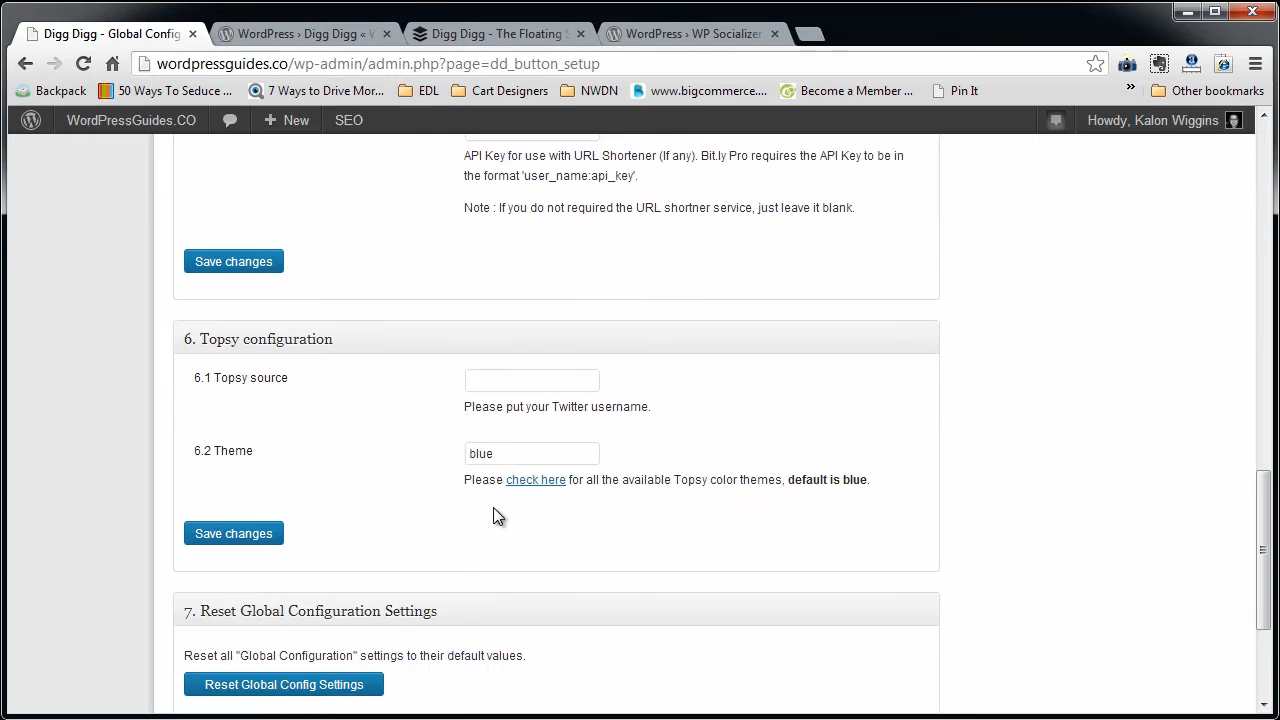 Digg Digg - Global Config
WordPress › Digg Digg «
Digg Digg - The Floating
WordPress › WP Socializer
wordpressguides.co/wp-admin/admin.php?page=dd_button_setup
Backpack
50 Ways To Seduce ...
7 Ways to Drive Mor...
EDL
Cart Designers
NWDN
www.bigcommerce....
Become a Member ...
Pin It
»
Other bookmarks
WordPressGuides.CO
+ New
SEO
Howdy, Kalon Wiggins
API Key for use with URL Shortener (If any). Bit.ly Pro requires the API Key to be in
the format 'user_name:api_key'.
Note : If you do not required the URL shortner service, just leave it blank.
Save changes
6. Topsy configuration
6.1 Topsy source
Please put your Twitter username.
6.2 Theme
blue
Please check here for all the available Topsy color themes, default is blue.
Save changes
7. Reset Global Configuration Settings
Reset all "Global Configuration" settings to their default values.
Reset Global Config Settings